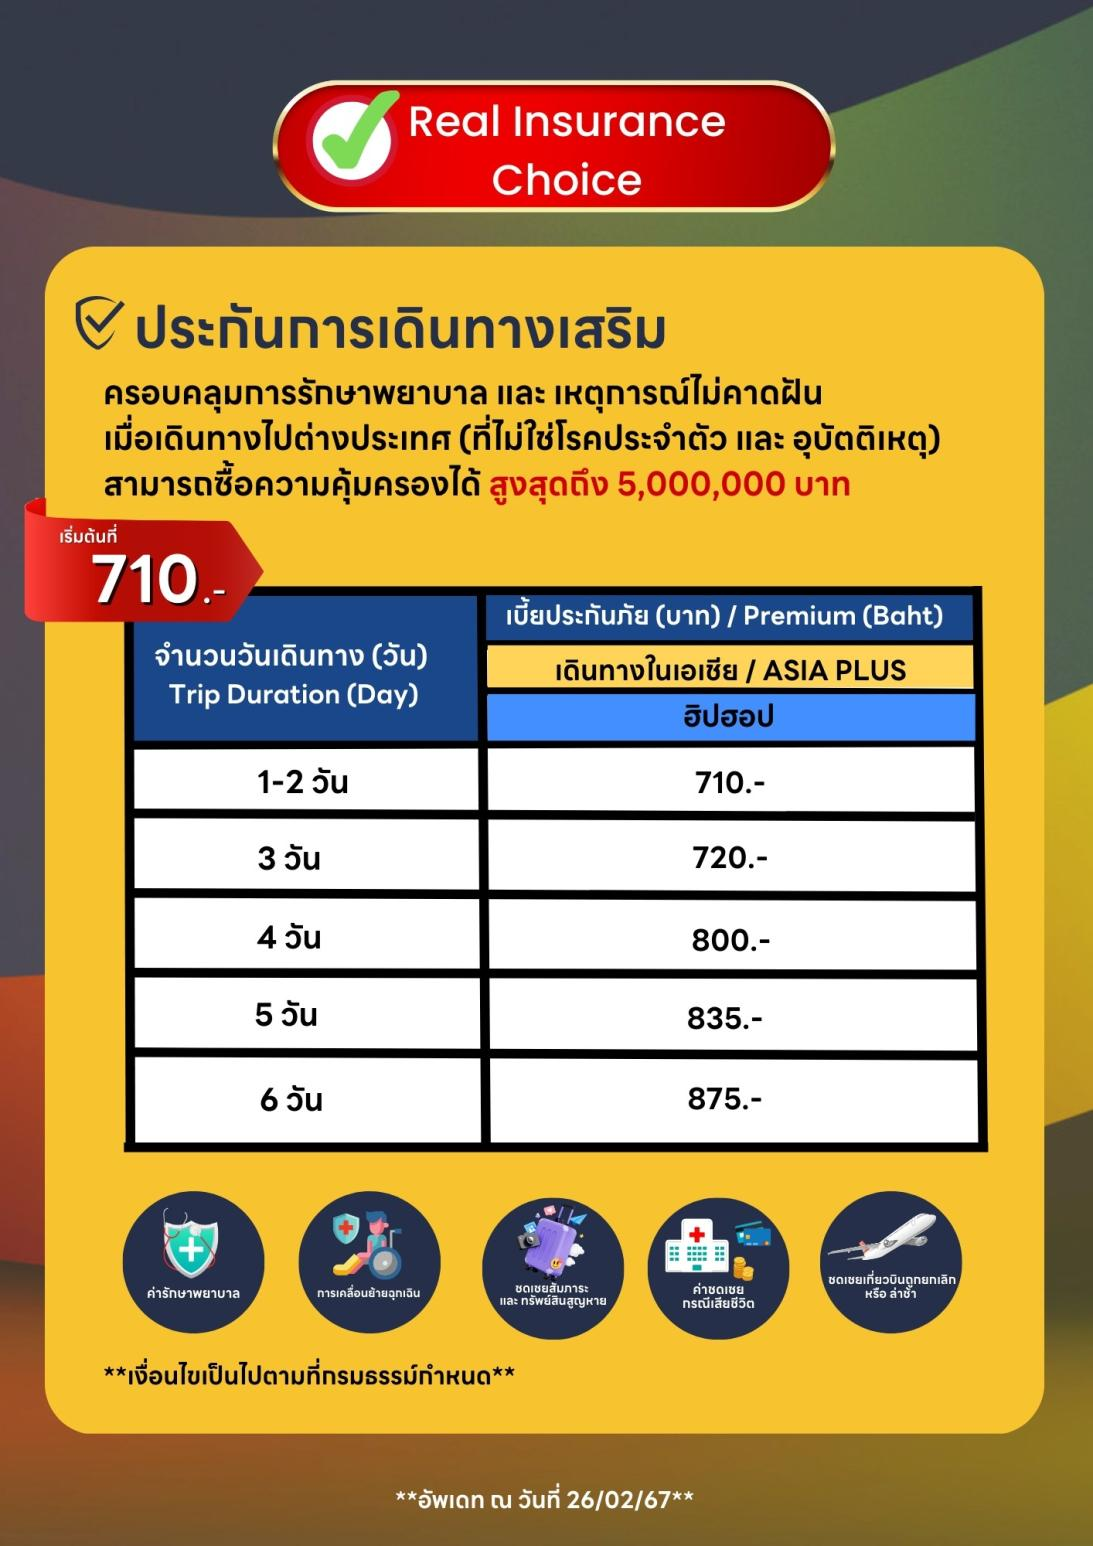 Real Insurance
Choice
ประกันการเดินทางเสริม
ครอบคลุมการรักษาพยาบาล และ เหตุการณ์ไม่คาดฝัน
เมื่อเดินทางไปต่างประเทศ (ที่ไม่ใช่โรคประจำตัว และ อุบัตติเหตุ)
สามารถซื้อความคุ้มครองได้ สูงสุดถึง 5,000,000 บาท
เริ่มต้นที่
710.-
จำนวนวันเดินทาง (วัน)
Trip Duration (Day)
เบี้ยประกันภัย (บาท) / Premium (Baht)
เดินทางในเอเชีย / ASIA PLUS
ฮิปฮอป
1-2 วัน 710.-
3 วัน 720.-
4 วัน 800.-
5 วัน 835.-
6 วัน 875.-
ค่ารักษาพยาบาล
การเคลื่อนย้ายฉุกเฉิน
ชดเชยสัมภาระ
และ ทรัพย์สินสูญหาย
ค่าชดเชย
กรณีเสียชีวิต
ชดเชยเที่ยวบินถูกยกเลิก
หรือ ล่าช้า
**เงื่อนไขเป็นไปตามที่กรมธรรม์กำหนด**
**อัพเดท ณ วันที่ 26/02/67**